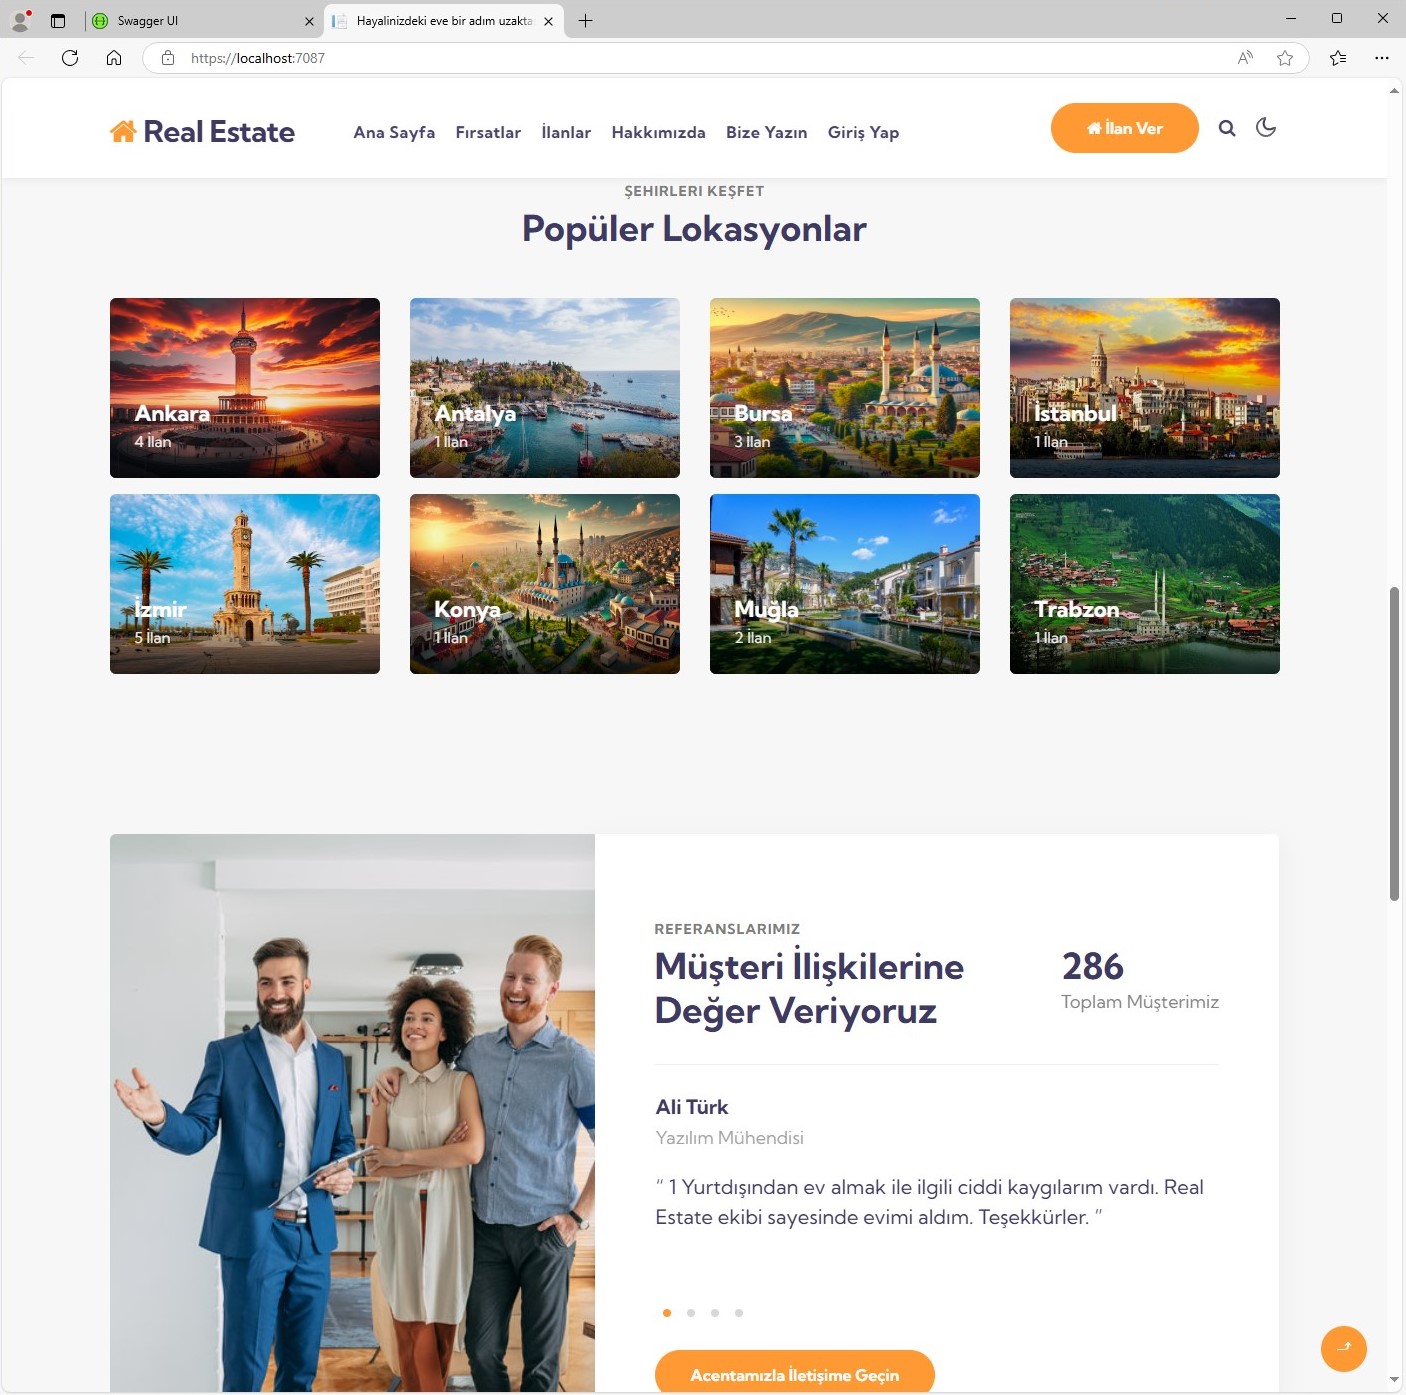 Swagger UI
Hayalinizdeki eve bir adım uzakta
https://localhost:7087
Real Estate
Ana Sayfa Fırsatlar İlanlar Hakkımızda Bize Yazın Giriş Yap
İlan Ver
ŞEHIRLERI KEŞFET
Popüler Lokasyonlar
Ankara
4 İlan
Antalya
1 İlan
Bursa
3 İlan
İstanbul
1 İlan
İzmir
5 İlan
Konya
1 İlan
Muğla
2 İlan
Trabzon
1 İlan
REFERANSLARIMIZ
Müşteri İlişkilerine
Değer Veriyoruz
286
Toplam Müşterimiz
Ali Türk
Yazılım Mühendisi
“ 1 Yurtdışından ev almak ile ilgili ciddi kaygılarım vardı. Real
Estate ekibi sayesinde evimi aldım. Teşekkürler. ”
Acentamızla İletişime Geçin